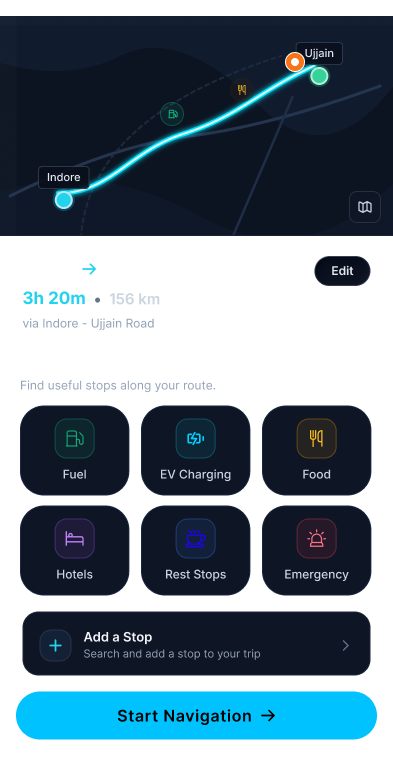 Ujjain
Indore
→
Edit
3h 20m • 156 km
via Indore - Ujjain Road
Find useful stops along your route.
Fuel
EV Charging
Food
Hotels
Rest Stops
Emergency
Add a Stop
Search and add a stop to your trip
Start Navigation →